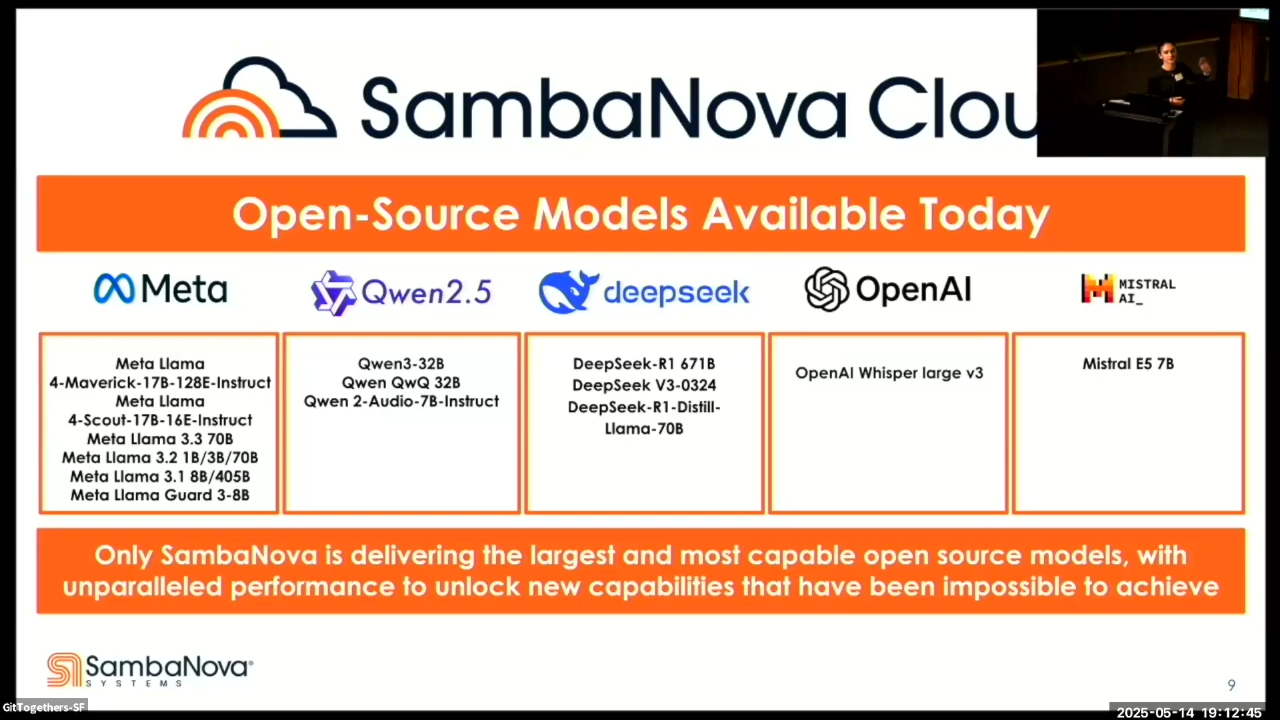 SambaNova Clou
Open-Source Models Available Today
Meta
Qwen2.5
deepseek
OpenAI
MISTRAL
AI_
Meta Llama
4-Maverick-17B-128E-Instruct
Meta Llama
4-Scout-17B-16E-Instruct
Meta Llama 3.3 70B
Meta Llama 3.2 1B/3B/70B
Meta Llama 3.1 8B/405B
Meta Llama Guard 3-8B
Qwen3-32B
Qwen QwQ 32B
Qwen 2-Audio-7B-Instruct
DeepSeek-R1 671B
DeepSeek V3-0324
DeepSeek-R1-Distill-
Llama-70B
OpenAI Whisper large v3
Mistral E5 7B
Only SambaNova is delivering the largest and most capable open source models, with
unparalleled performance to unlock new capabilities that have been impossible to achieve
SambaNova
SYSTEMS
9
GitTogethers-SF
2025-05-14 19:12:45